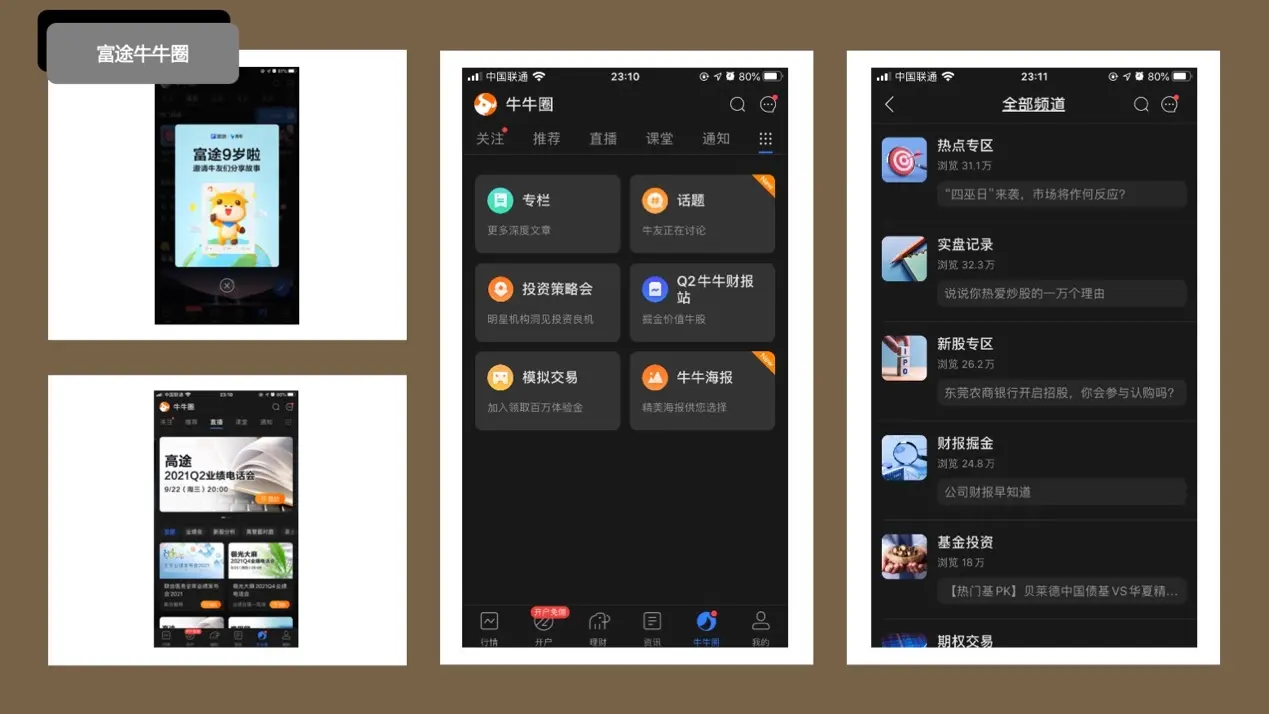 富途牛牛圈
富途9岁啦
邀请牛友们分享故事
中国联通
23:10
80%
牛牛圈
关注
推荐
直播
课堂
通知
高途
2021Q2业绩电话会
9/22（周三）20:00
极光大麻
中国联通
23:10
80%
牛牛圈
关注
推荐
直播
课堂
通知
专栏
更多深度文章
New
话题
牛友正在讨论
投资策略会
明星机构洞见投资良机
Q2牛牛财报
站
掘金价值牛股
模拟交易
加入领取百万体验金
New
牛牛海报
精美海报供您选择
开户免佣
行情
开户
理财
资讯
牛牛圈
我的
中国联通
23:11
80%
全部频道
热点专区
浏览 31.1万
“四巫日”来袭，市场将作何反应？
实盘记录
浏览 32.3万
说说你热爱炒股的一万个理由
IPO
新股专区
浏览 26.2万
东莞农商银行开启招股，你会参与认购吗？
财报掘金
浏览 24.8万
公司财报早知道
基金投资
浏览 18万
【热门基PK】贝莱德中国债基VS华夏精...
期权交易